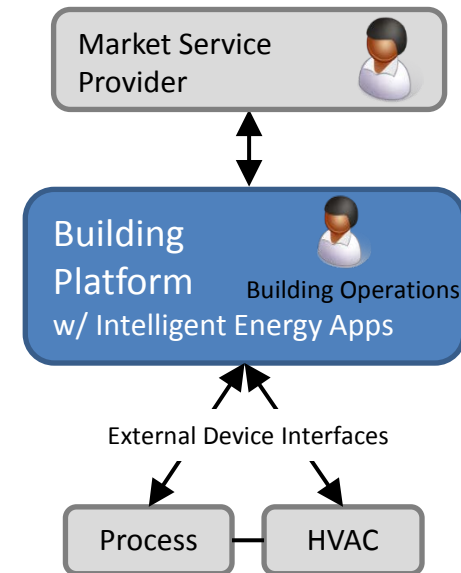 Market Service
Provider
Building
Platform
Building Operations
w/ Intelligent Energy Apps
External Device Interfaces
Process
HVAC